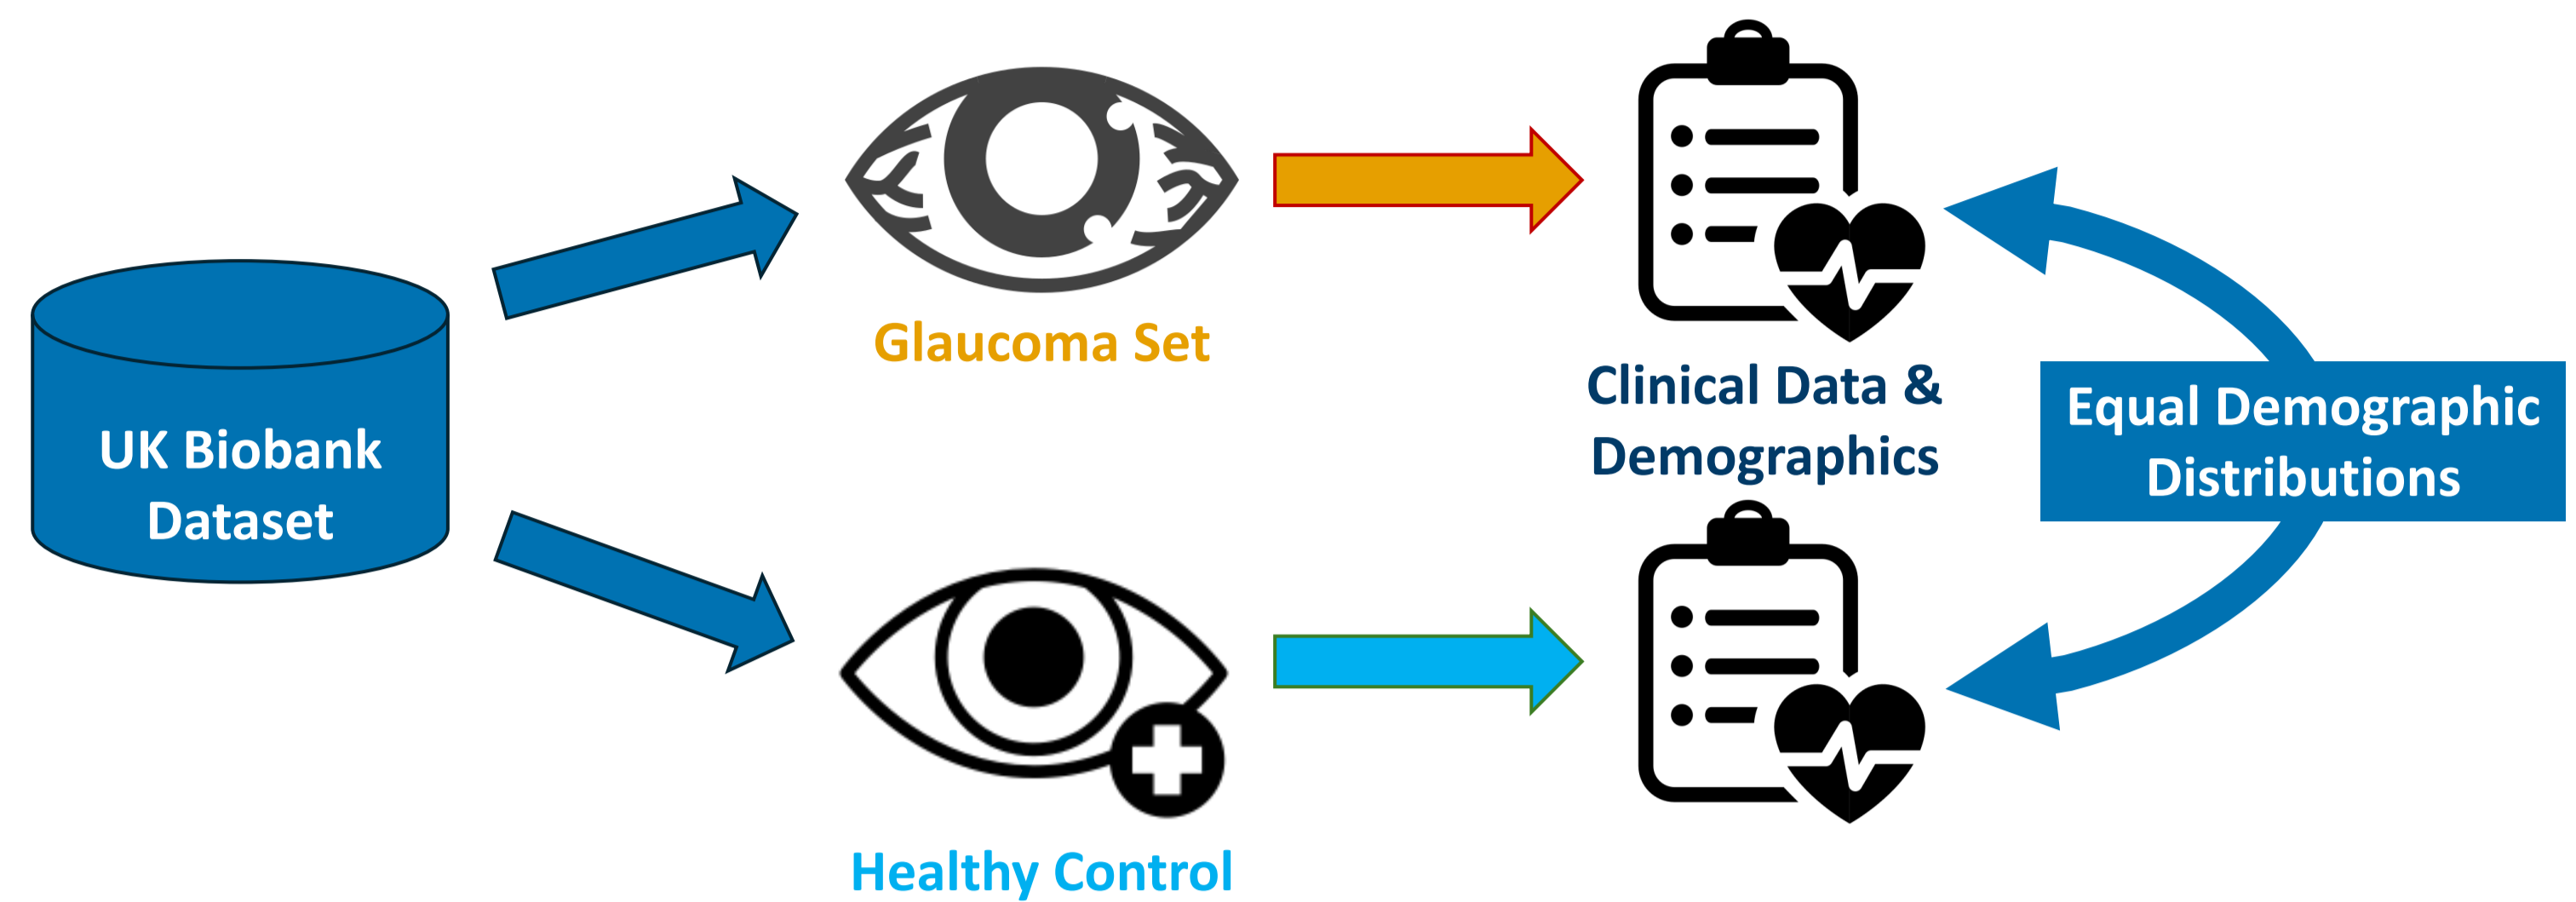 UK Biobank
Dataset
Glaucoma Set
Healthy Control
Clinical Data &
Demographics
Equal Demographic
Distributions